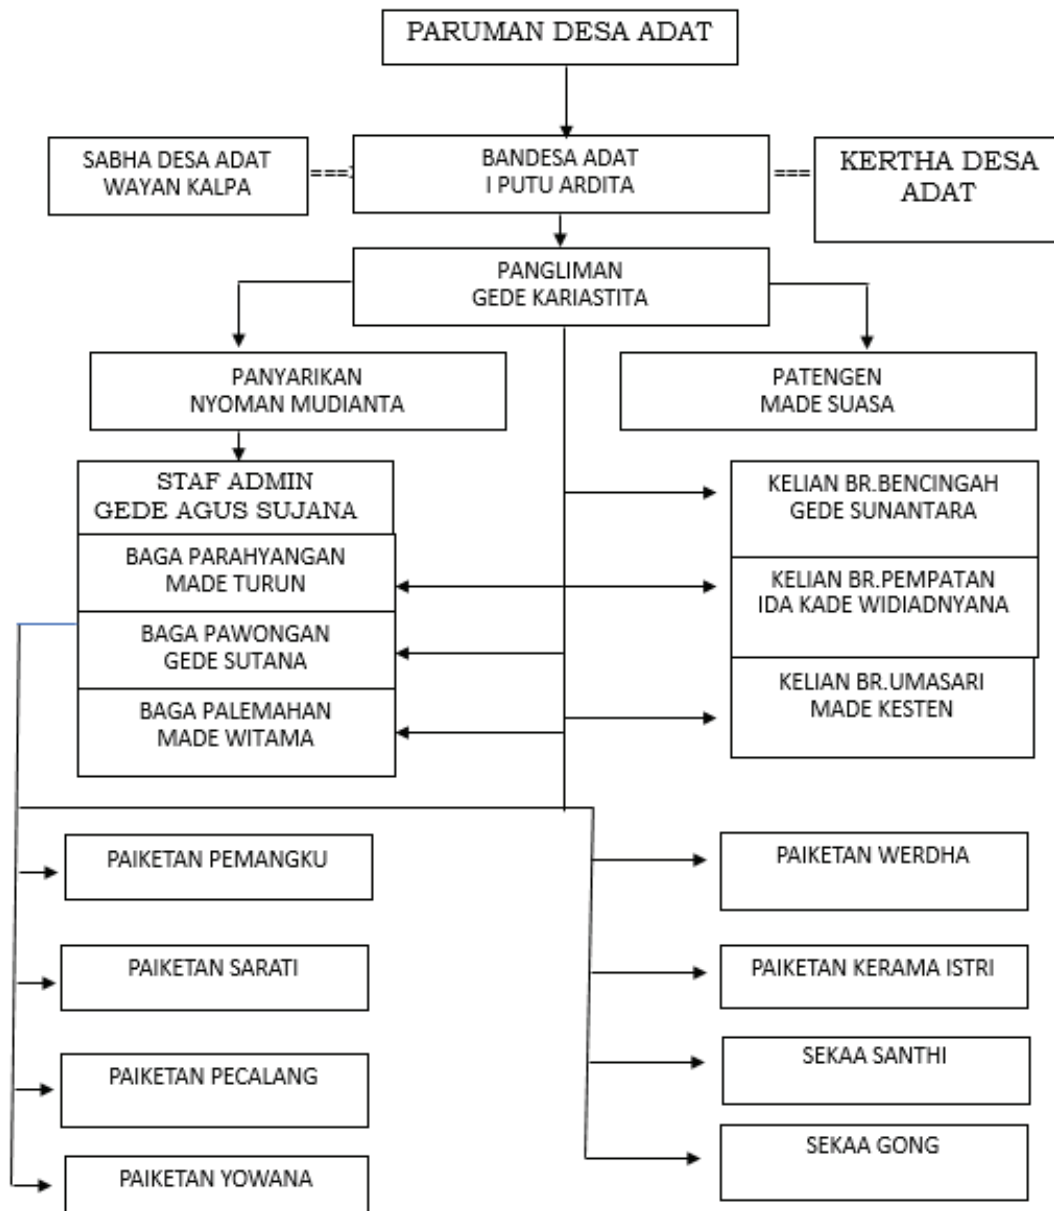 PARUMAN DESA ADAT
SABHA DESA ADAT
WAYAN KALPA
===>
BANDESA ADAT
I PUTU ARDITA
===
KERTHA DESA
ADAT
PANGLIMAN
GEDE KARIASTITA
PANYARIKAN
NYOMAN MUDIANTA
PATENGEN
MADE SUASA
STAF ADMIN
GEDE AGUS SUJANA
BAGA PARAHYANGAN
MADE TURUN
BAGA PAWONGAN
GEDE SUTANA
BAGA PALEMAHAN
MADE WITAMA
KELIAN BR.BENCINGAH
GEDE SUNANTARA
KELIAN BR.PEMPATAN
IDA KADE WIDIADNYANA
KELIAN BR.UMASARI
MADE KESTEN
PAIKETAN PEMANGKU
PAIKETAN SARATI
PAIKETAN PECALANG
PAIKETAN YOWANA
PAIKETAN WERDHA
PAIKETAN KERAMA ISTRI
SEKAA SANTHI
SEKAA GONG